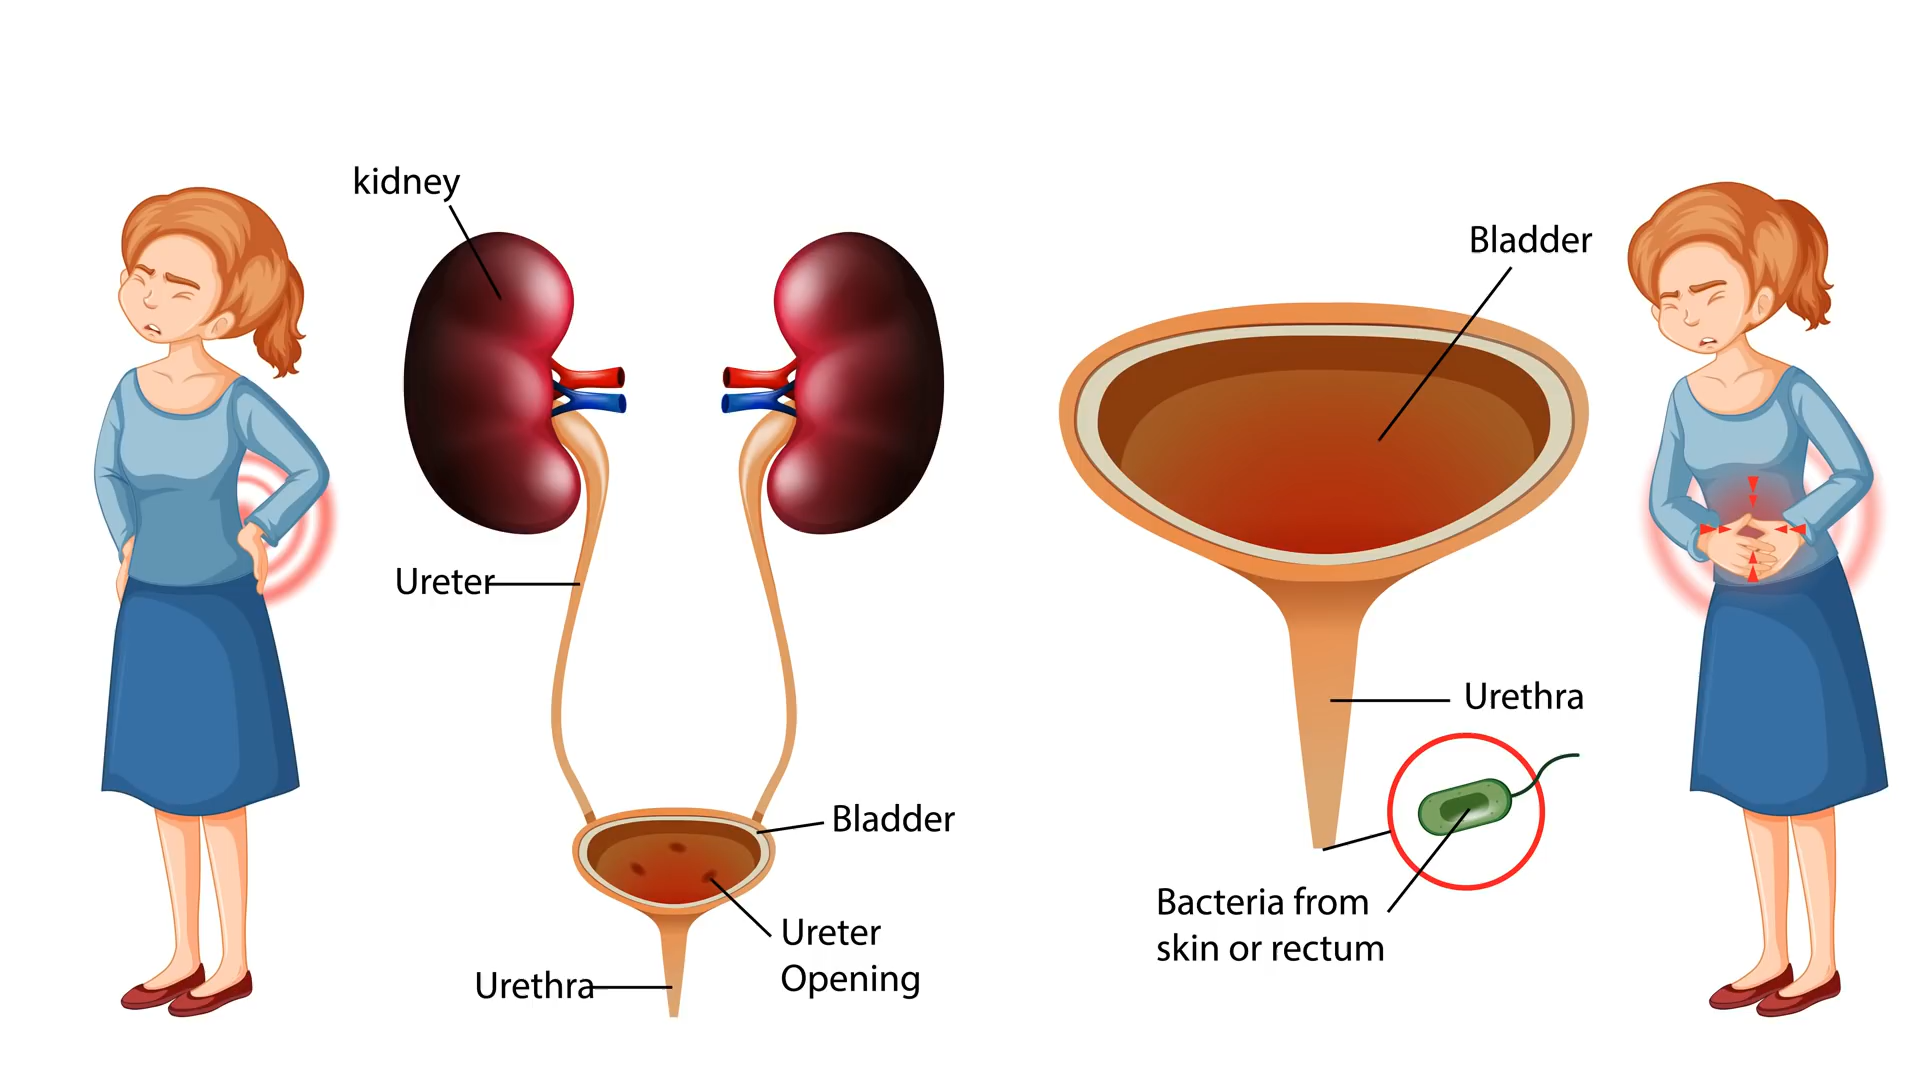 kidney
Ureter
Bladder
Ureter
Opening
Urethra
Bladder
Urethra
Bacteria from
skin or rectum